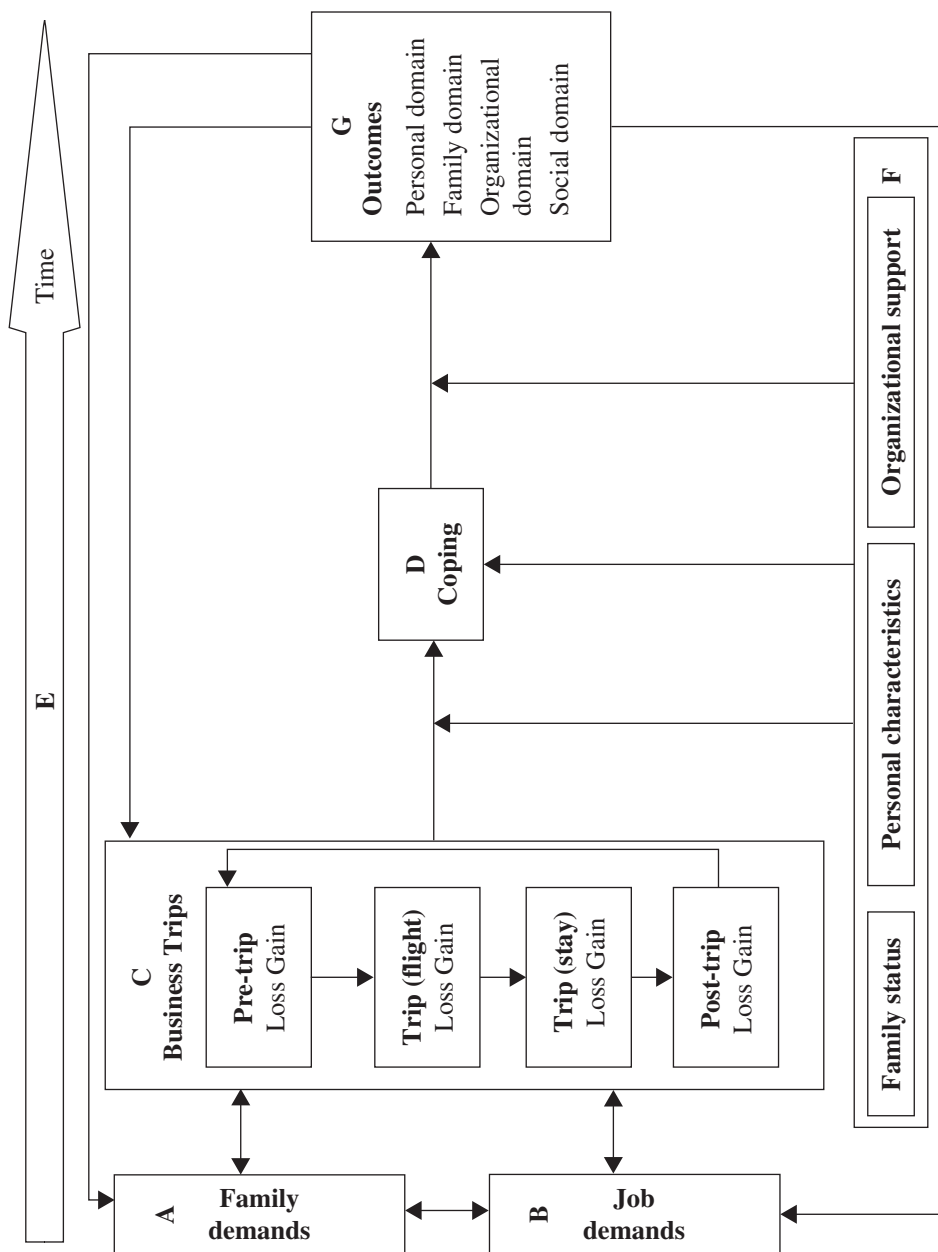 E
Time
A
Family
demands
B
Job
demands
C
Business Trips
Pre-trip
Loss Gain
Trip (flight)
Loss Gain
Trip (stay)
Loss Gain
Post-trip
Loss Gain
D
Coping
G
Outcomes
Personal domain
Family domain
Organizational
domain
Social domain
Family status
Personal characteristics
Organizational support
F